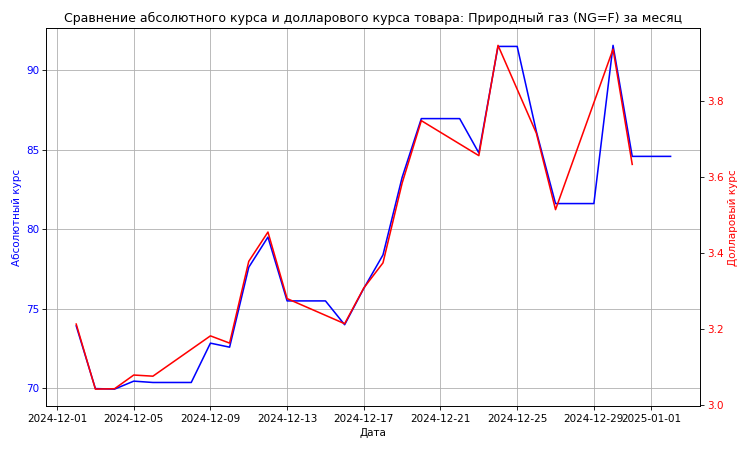 Сравнение абсолютного курса и долларового курса товара: Природный газ (NG=F) за месяц
90
85
80
75
70
Абсолютный курс
3.8
3.6
3.4
3.2
3.0
Долларовый курс
2024-12-01 2024-12-05 2024-12-09 2024-12-13 2024-12-17 2024-12-21 2024-12-25 2024-12-29 2025-01-01
Дата